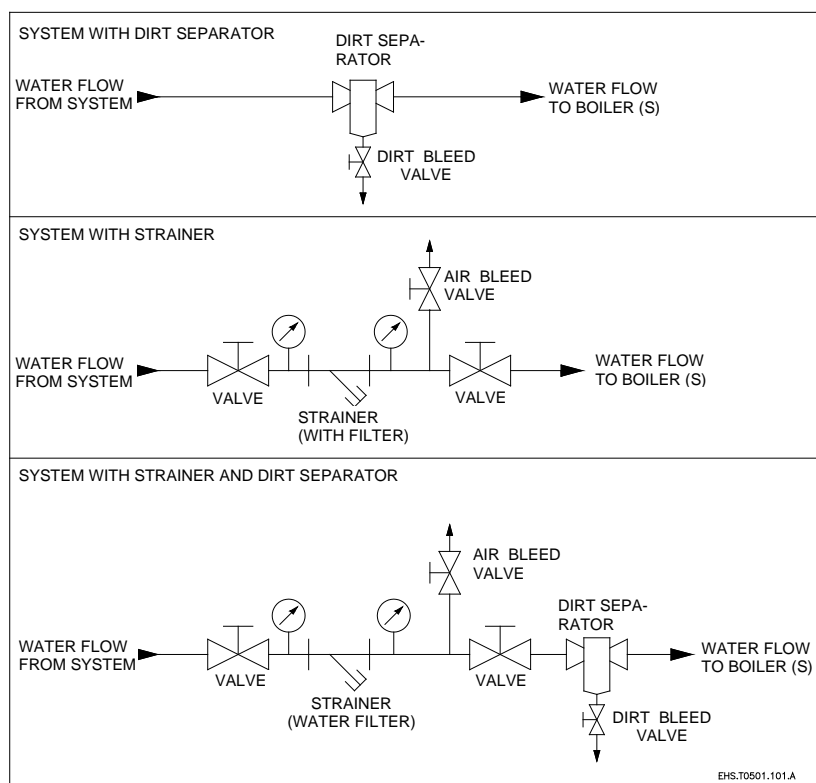 SYSTEM WITH DIRT SEPARATOR
DIRT SEPA-
RATOR
WATER FLOW
FROM SYSTEM
WATER FLOW
TO BOILER (S)
DIRT BLEED
VALVE
SYSTEM WITH STRAINER
AIR BLEED
VALVE
WATER FLOW
FROM SYSTEM
VALVE
STRAINER
(WITH FILTER)
VALVE
WATER FLOW
TO BOILER (S)
SYSTEM WITH STRAINER AND DIRT SEPARATOR
AIR BLEED
VALVE
DIRT SEPA-
RATOR
WATER FLOW
FROM SYSTEM
VALVE
STRAINER
(WATER FILTER)
VALVE
WATER FLOW
TO BOILER (S)
DIRT BLEED
VALVE
EHS.T0501.101.A